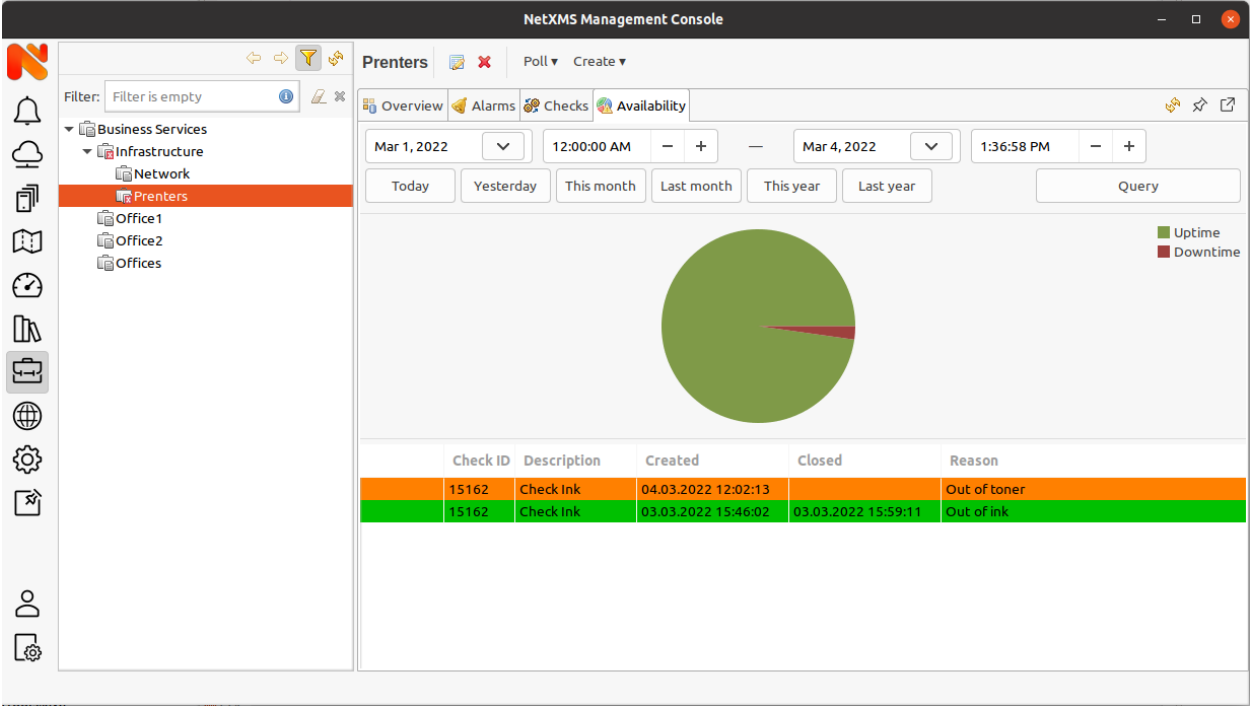 NetXMS Management Console
Prenters Poll Create
Filter: Filter is empty
Overview Alarms Checks Availability
Business Services
Infrastructure
Network
Prenters
Office1
Office2
Offices
Mar 1, 2022 12:00:00 AM — Mar 4, 2022 1:36:58 PM
Today Yesterday This month Last month This year Last year Query
Uptime
Downtime
Check ID Description Created Closed Reason
15162 Check Ink 04.03.2022 12:02:13 Out of toner
15162 Check Ink 03.03.2022 15:46:02 03.03.2022 15:59:11 Out of ink